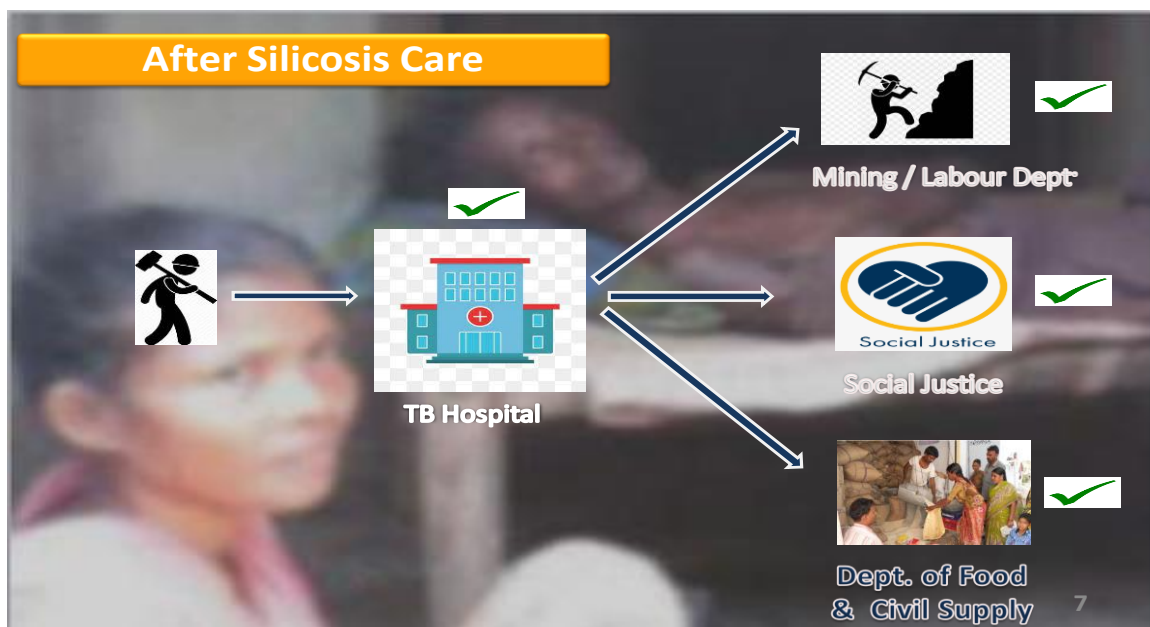 After Silicosis Care
Mining / Labour Dept.
TB Hospital
Social Justice
Social Justice
Dept. of Food
& Civil Supply
7